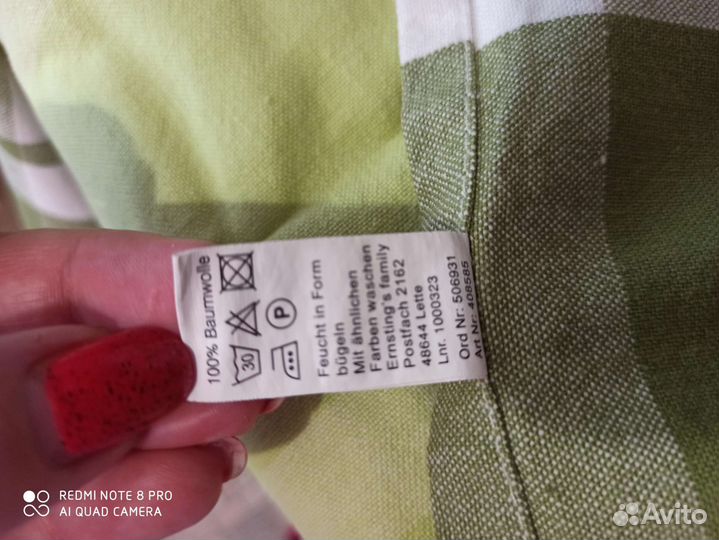 100% Baumwolle
30
P
Feucht in Form
bügeln
Mit ähnlichen
Farben waschen
Ernsting's family
Postfach 2162
48644 Lette
Lnr. 1000323
Ord Nr: 506931
Art Nr: 408585
REDMI NOTE 8 PRO
AI QUAD CAMERA
Avito